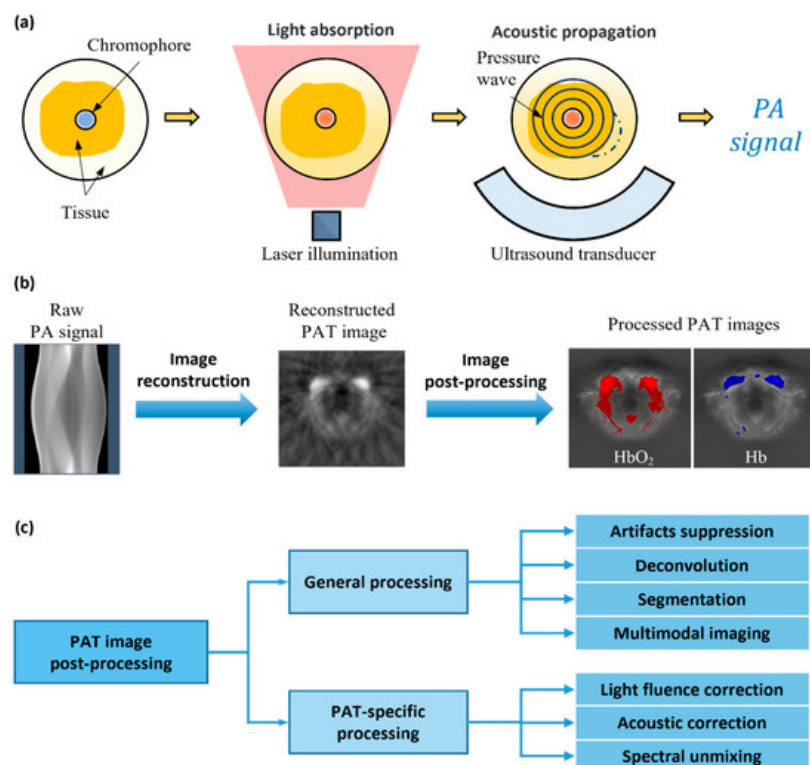 (a)
Chromophore
Tissue
Light absorption
Laser illumination
Acoustic propagation
Pressure
wave
Ultrasound transducer
PA
signal
(b)
Raw
PA signal
Image
reconstruction
Reconstructed
PAT image
Image
post-processing
Processed PAT images
HbO₂
Hb
(c)
PAT image
post-processing
General processing
Artifacts suppression
Deconvolution
Segmentation
Multimodal imaging
PAT-specific
processing
Light fluence correction
Acoustic correction
Spectral unmixing